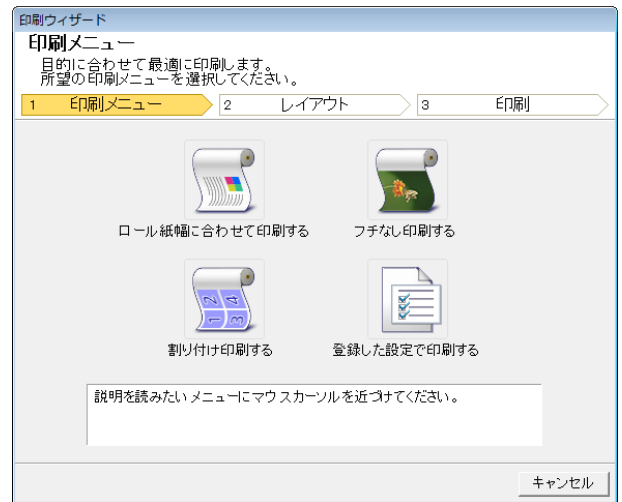 印刷ウィザード
印刷メニュー
目的に合わせて最適に印刷します。
所望の印刷メニューを選択してください。
1 印刷メニュー 2 レイアウト 3 印刷
ロール紙幅に合わせて印刷する フチなし印刷する
1 2 3 4
割り付け印刷する 登録した設定で印刷する
説明を読みたいメニューにマウスカーソルを近づけてください。
キャンセル